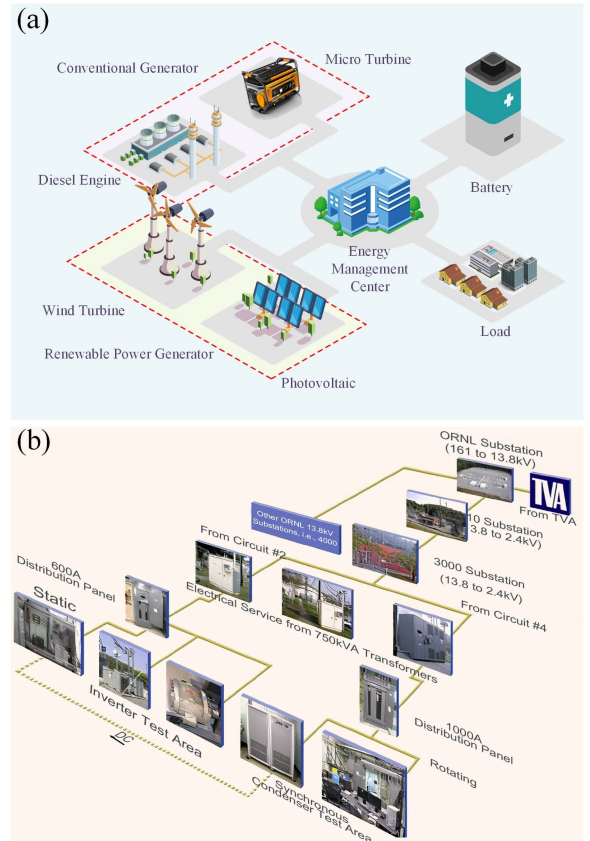 (a)
Conventional Generator
Micro Turbine
Diesel Engine
Battery
Energy
Management
Center
Wind Turbine
Load
Renewable Power Generator
Photovoltaic
(b)
ORNL Substation
(161 to 13.8kV)
TVA
From TVA
Other ORNL 13.8kV
Substations, i.e., 4000
10 Substation
3.8 to 2.4kV)
From Circuit #2
3000 Substation
(13.8 to 2.4kV)
600A
Distribution Panel
Static
Electrical Service from 750kVA Transformers
From Circuit #4
Inverter Test Area
1000A
Distribution Panel
DC
Synchronous
Condenser Test Area
Rotating